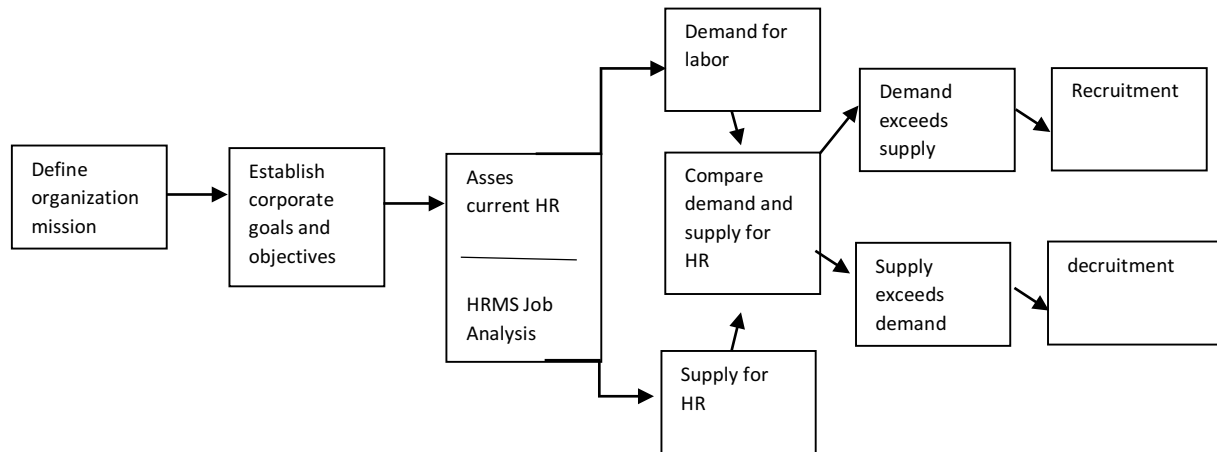 Define
organization
mission
Establish
corporate
goals and
objectives
Asses
current HR
HRMS Job
Analysis
Demand for
labor
Compare
demand and
supply for
HR
Supply for
HR
Demand
exceeds
supply
Supply
exceeds
demand
Recruitment
decruitment